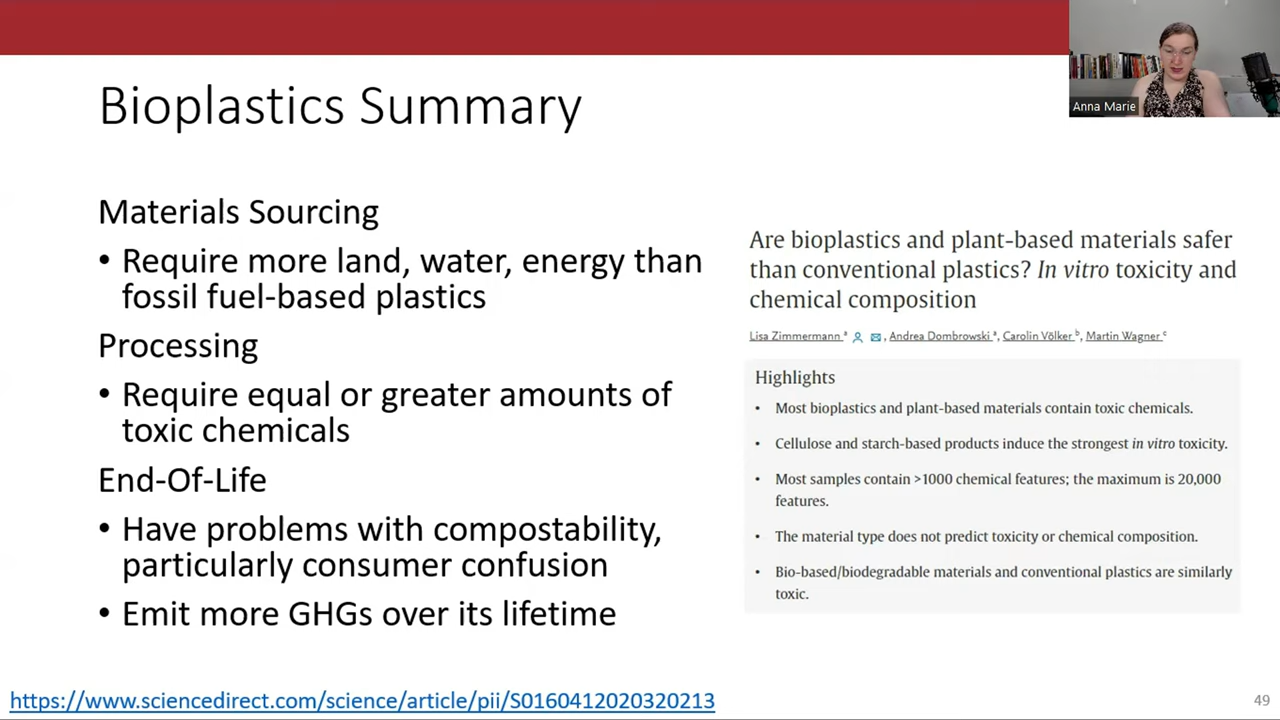 Anna Marie
Bioplastics Summary
Materials Sourcing
• Require more land, water, energy than
fossil fuel-based plastics
Processing
• Require equal or greater amounts of
toxic chemicals
End-Of-Life
• Have problems with compostability,
particularly consumer confusion
• Emit more GHGs over its lifetime
Are bioplastics and plant-based materials safer
than conventional plastics? In vitro toxicity and
chemical composition
Lisa Zimmermann a, Andrea Dombrowski a, Carolin Völker b, Martin Wagner c
Highlights
• Most bioplastics and plant-based materials contain toxic chemicals.
• Cellulose and starch-based products induce the strongest in vitro toxicity.
• Most samples contain >1000 chemical features; the maximum is 20,000
features.
• The material type does not predict toxicity or chemical composition.
• Bio-based/biodegradable materials and conventional plastics are similarly
toxic.
https://www.sciencedirect.com/science/article/pii/S0160412020320213
49